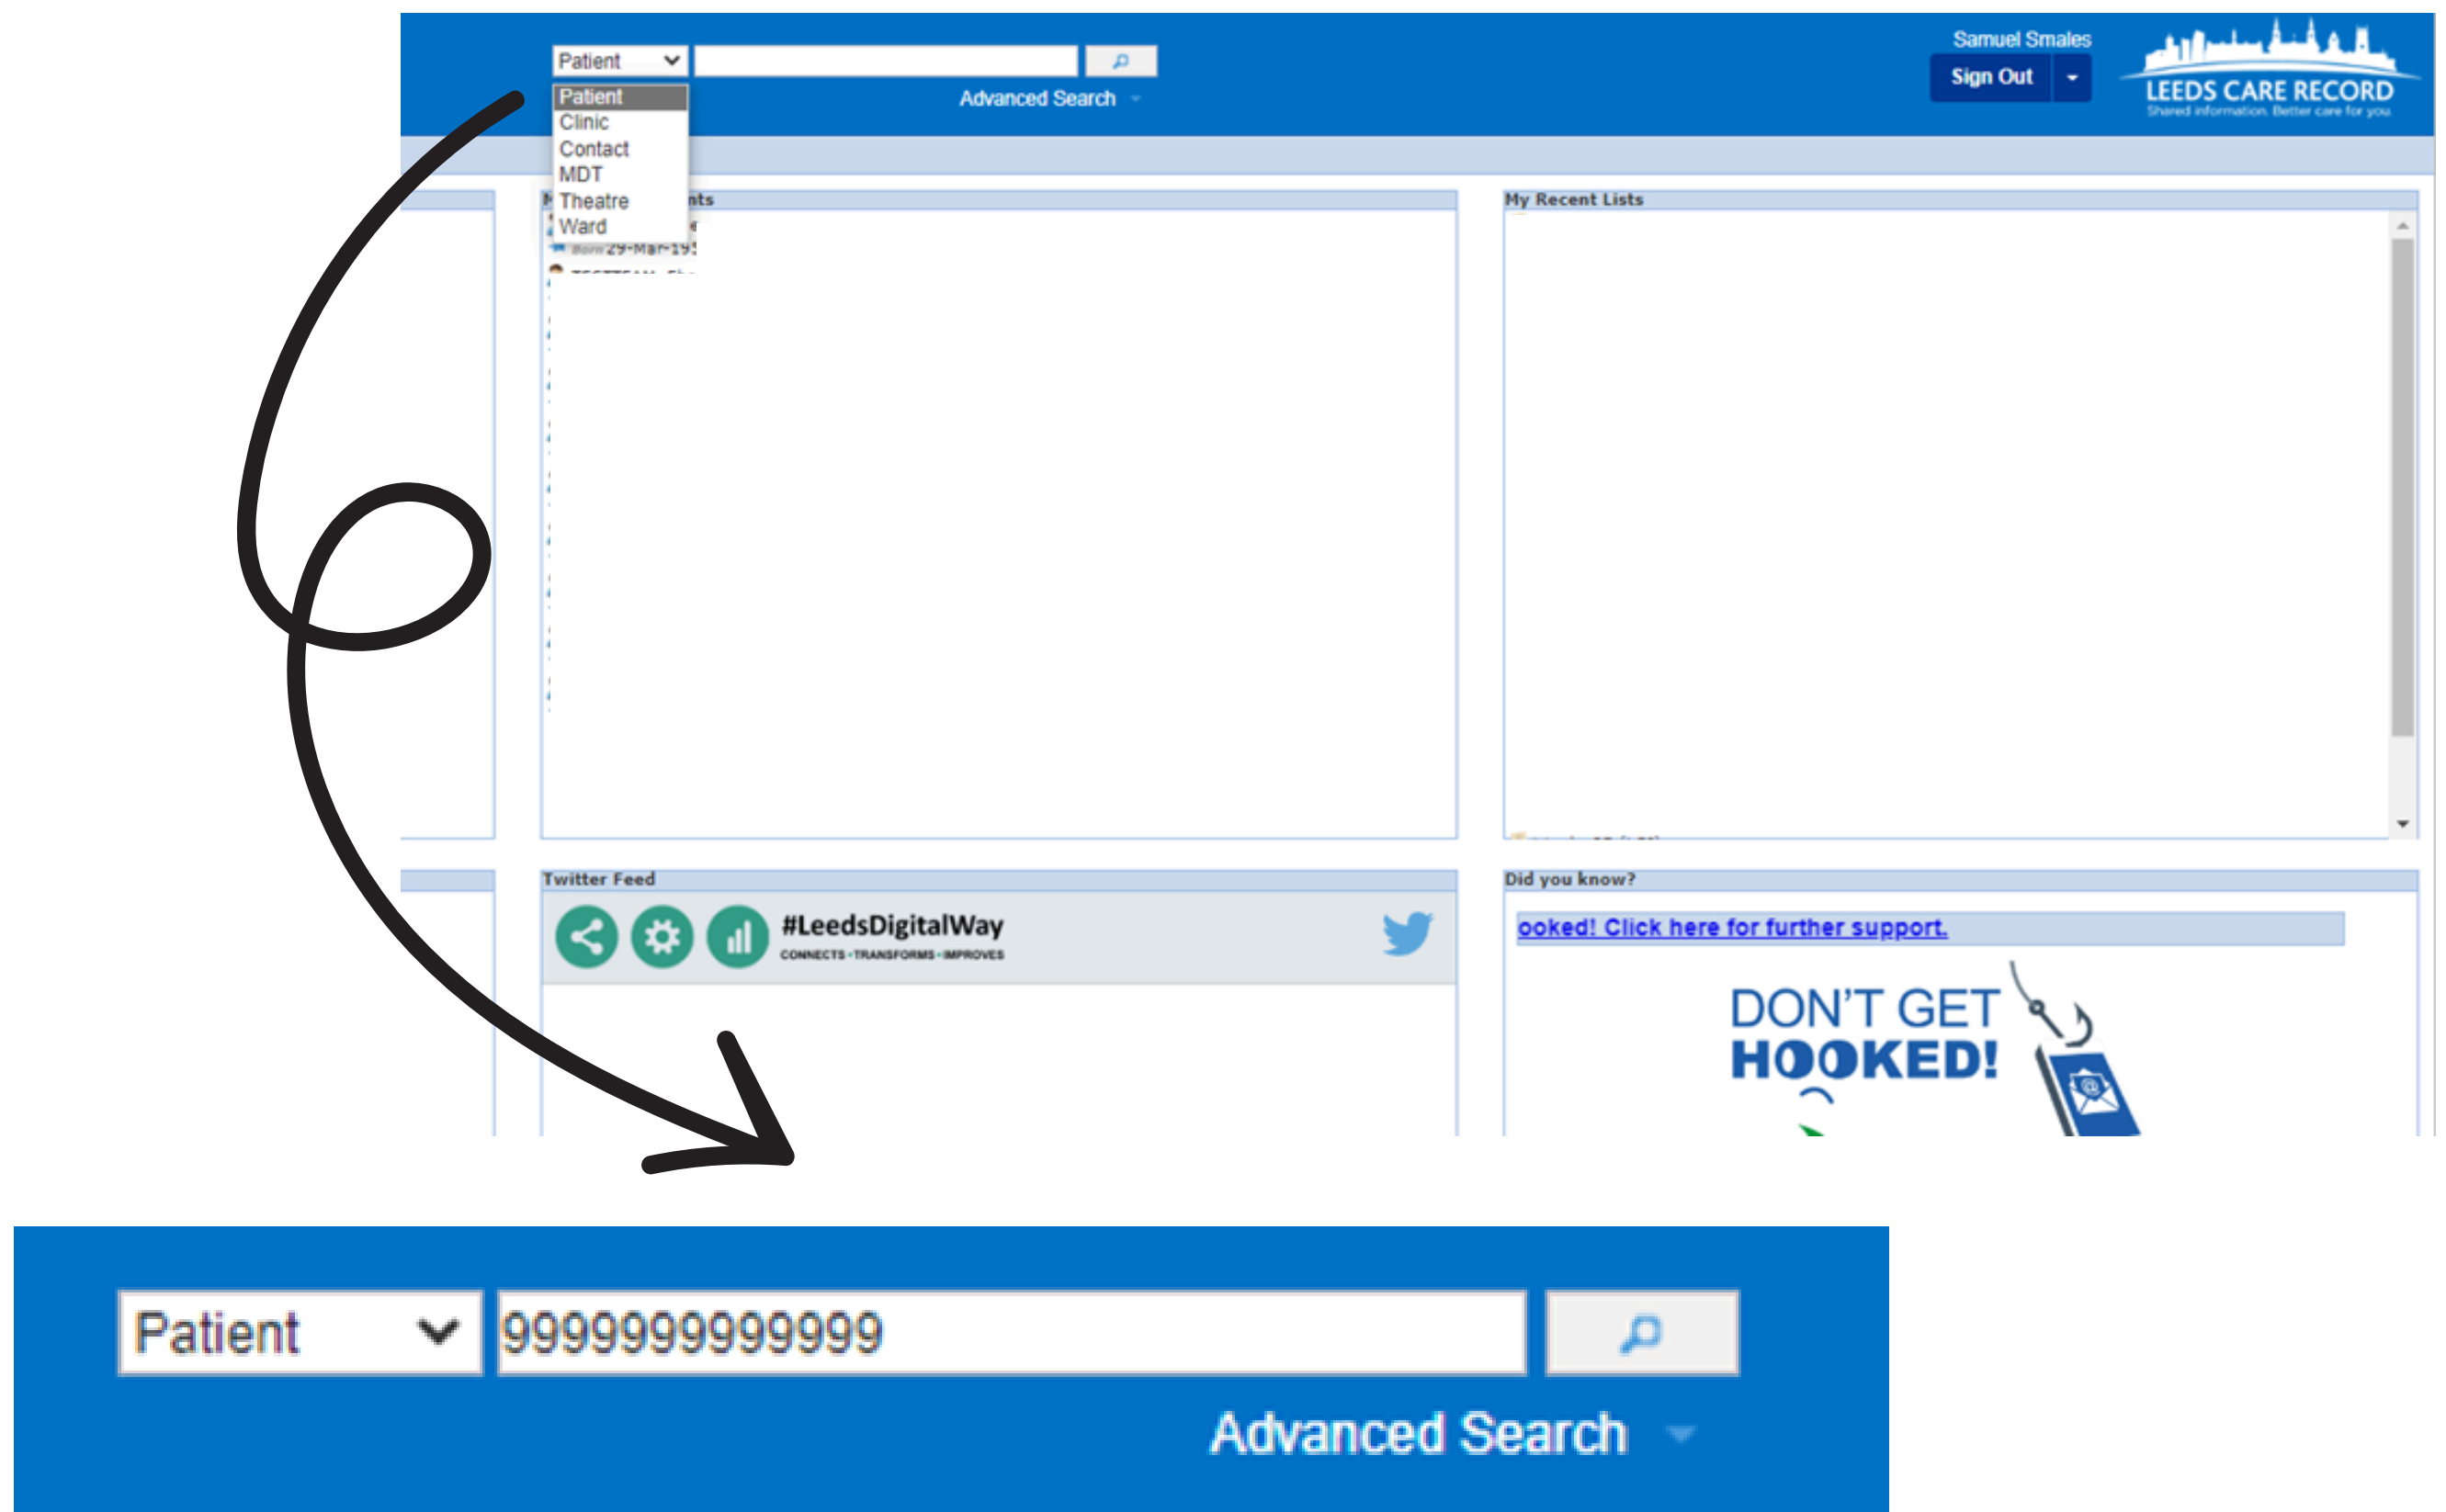 Patient
Samuel Smales
Sign Out
Advanced Search
LEEDS CARE RECORD
Shared information. Better care for you
Patient
Clinic
Contact
MDT
Theatre
Ward
nts
My Recent Lists
Born 29-Mar-19
Twitter Feed
#LeedsDigitalWay
CONNECTS·TRANSFORMS·IMPROVES
Did you know?
ooked! Click here for further support.
DON'T GET
HOOKED!
Patient
9999999999999
Advanced Search